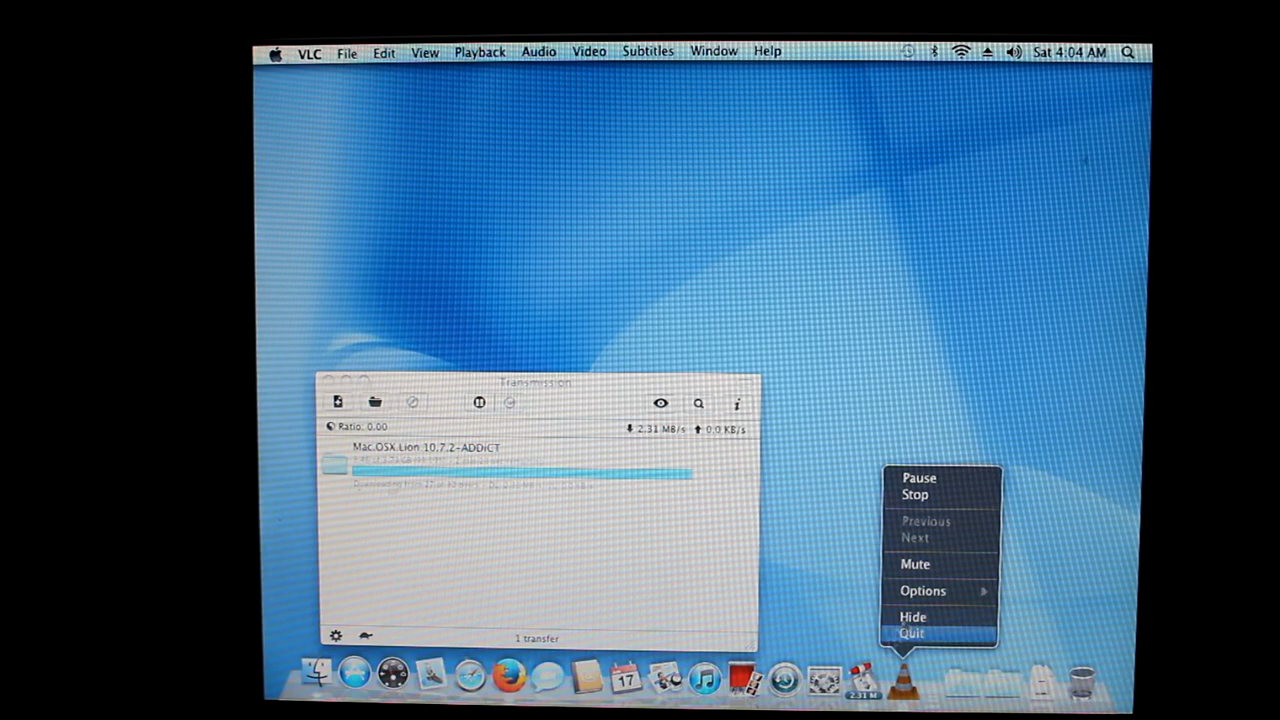 VLC File Edit View Playback Audio Video Subtitles Window Help Sat 4:04 AM
Transmission
Ratio: 0.00 2.31 MB/s 0.0 KB/s
Mac.OSX.Lion 10.7.2-ADDiCT
1 transfer
Pause
Stop
Previous
Next
Mute
Options
Hide
Quit
17
2.31 M